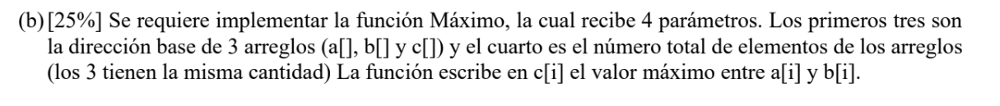 (b)[25%] Se requiere implementar la función Máximo, la cual recibe 4 parámetros. Los primeros tres son
la dirección base de 3 arreglos (a[], b[] y c[]) y el cuarto es el número total de elementos de los arreglos
(los 3 tienen la misma cantidad) La función escribe en c[i] el valor máximo entre a[i] y b[i].